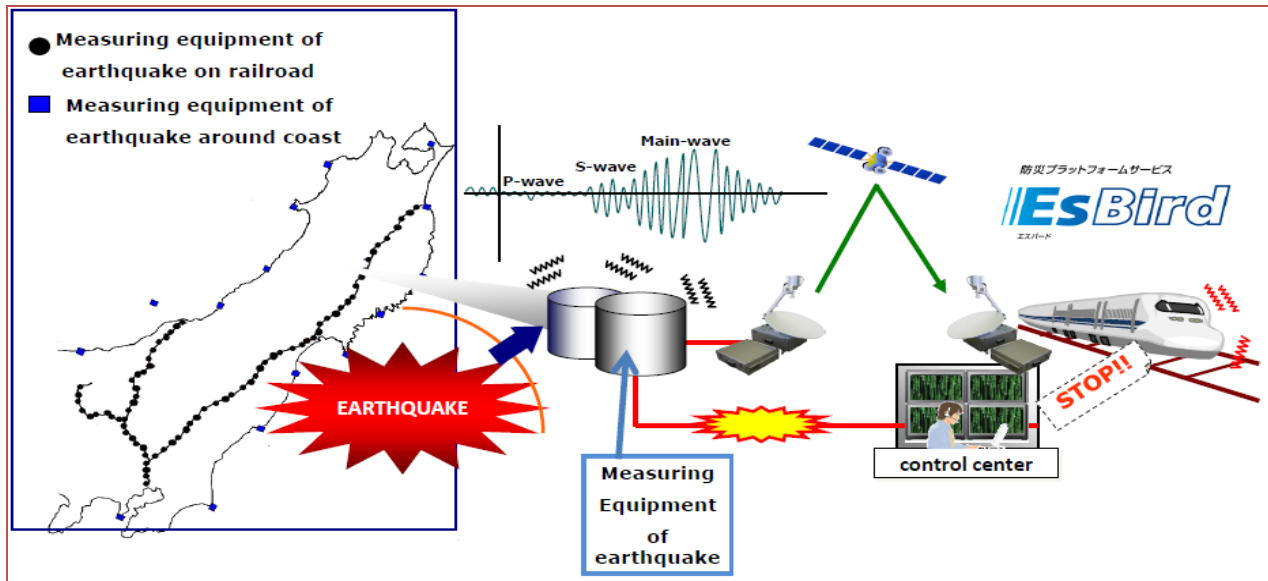 Measuring equipment of
earthquake on railroad
Measuring equipment of
earthquake around coast
Main-wave
S-wave
P-wave
防災プラットフォームサービス
EsBird
エスバード
EARTHQUAKE
STOP!!
control center
Measuring
Equipment
of
earthquake